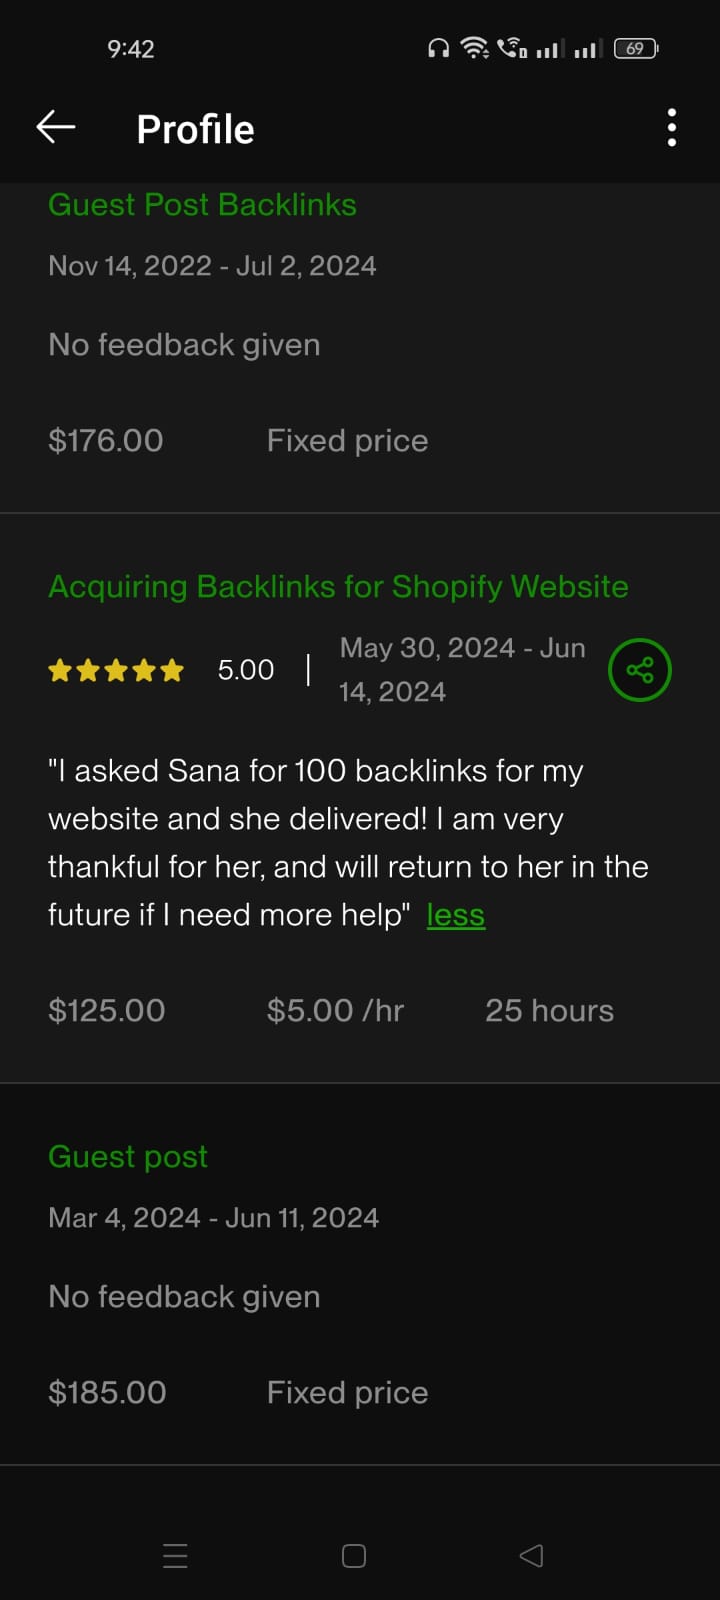 9:42
69
Profile
Guest Post Backlinks
Nov 14, 2022 - Jul 2, 2024
No feedback given
$176.00 Fixed price
Acquiring Backlinks for Shopify Website
5.00 | May 30, 2024 - Jun
14, 2024
"I asked Sana for 100 backlinks for my
website and she delivered! I am very
thankful for her, and will return to her in the
future if I need more help" less
$125.00 $5.00 /hr 25 hours
Guest post
Mar 4, 2024 - Jun 11, 2024
No feedback given
$185.00 Fixed price